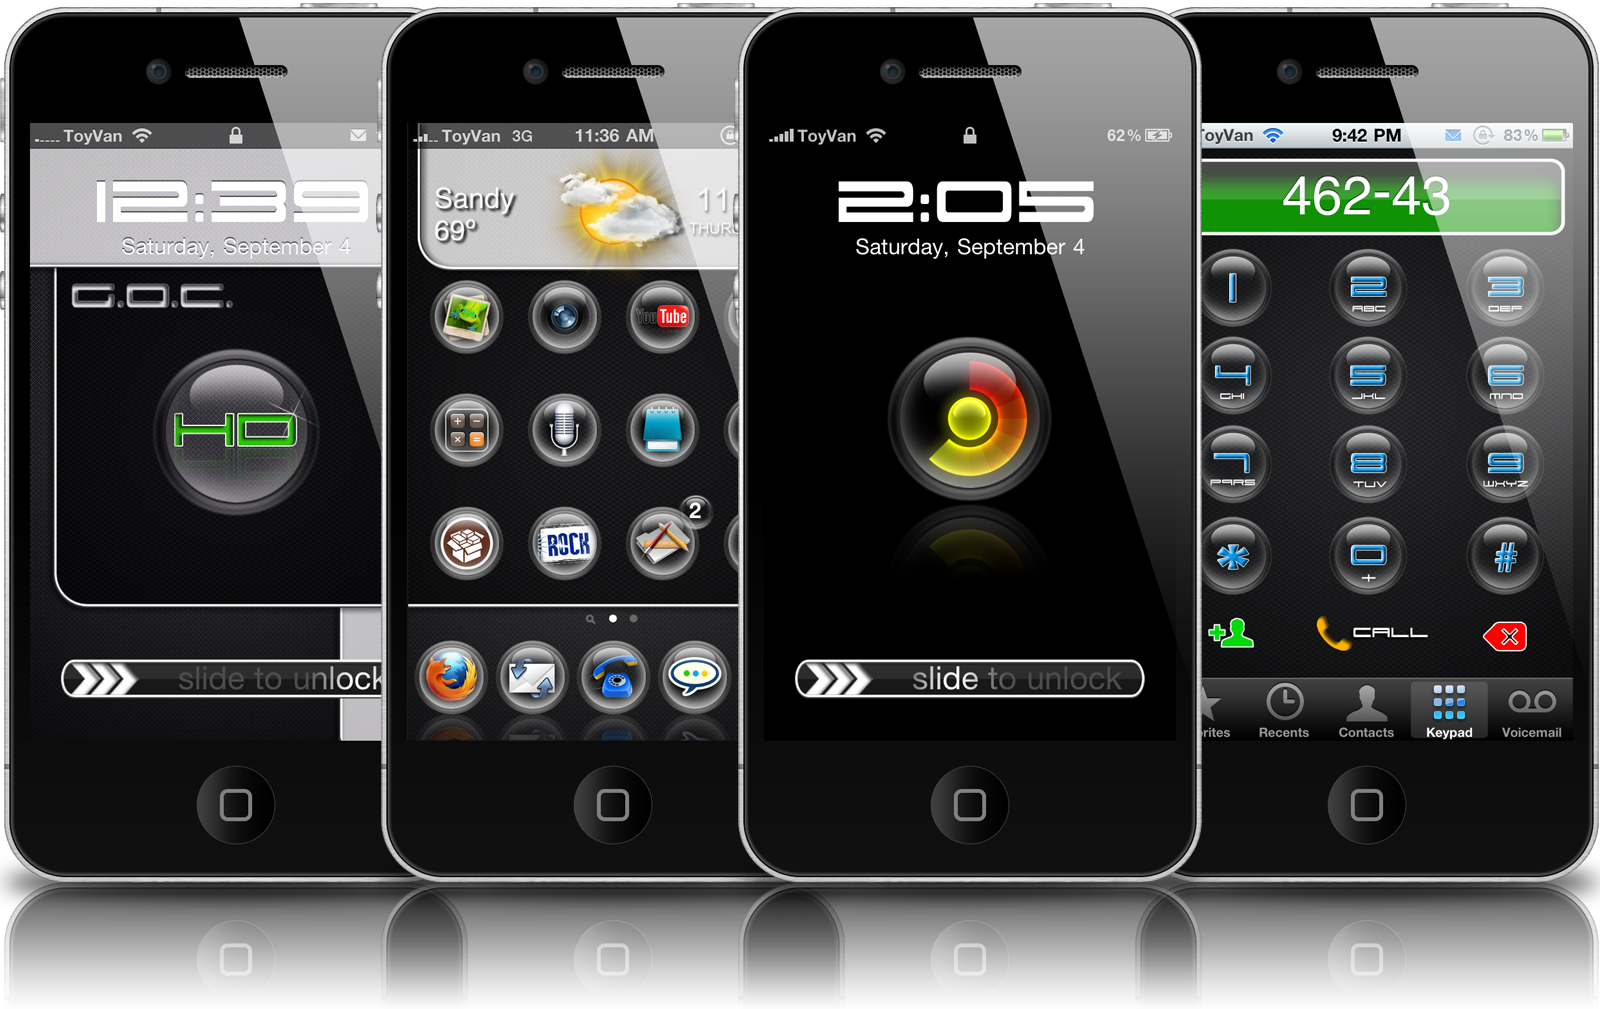 ToyVan
12:39
Saturday, September 4
G.O.C.
HD
slide to unlock
ToyVan 3G 11:36 AM
Sandy
69°
11
THURS
YouTube
ROCK
2
ToyVan
62%
2:05
Saturday, September 4
slide to unlock
ToyVan 9:42 PM 83%
462-43
1 2 3
ABC DEF
4 5 6
GHI JKL MNO
7 8 9
PQRS TUV WXYZ
* 0 #
+
CALL
rites Recents Contacts Keypad Voicemail